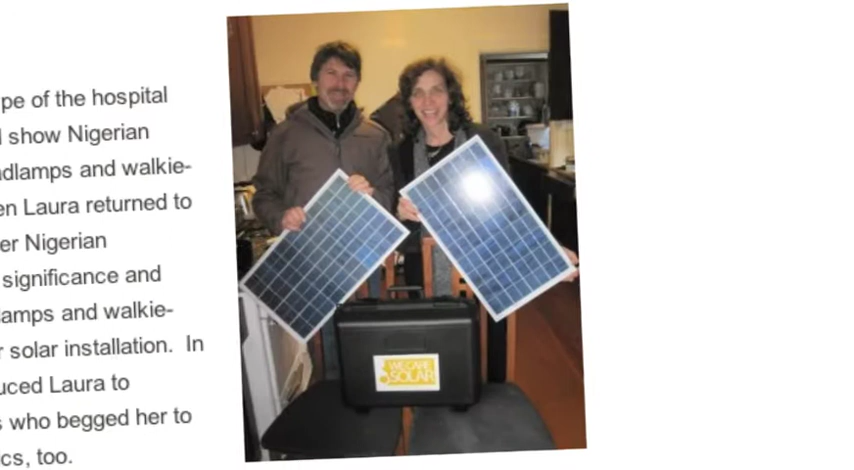 pe of the hospital
show Nigerian
dlamps and walkie-
en Laura returned to
er Nigerian
significance and
amps and walkie-
r solar installation.  In
uced Laura to
s who begged her to
cs, too.
WE CARE
SOLAR